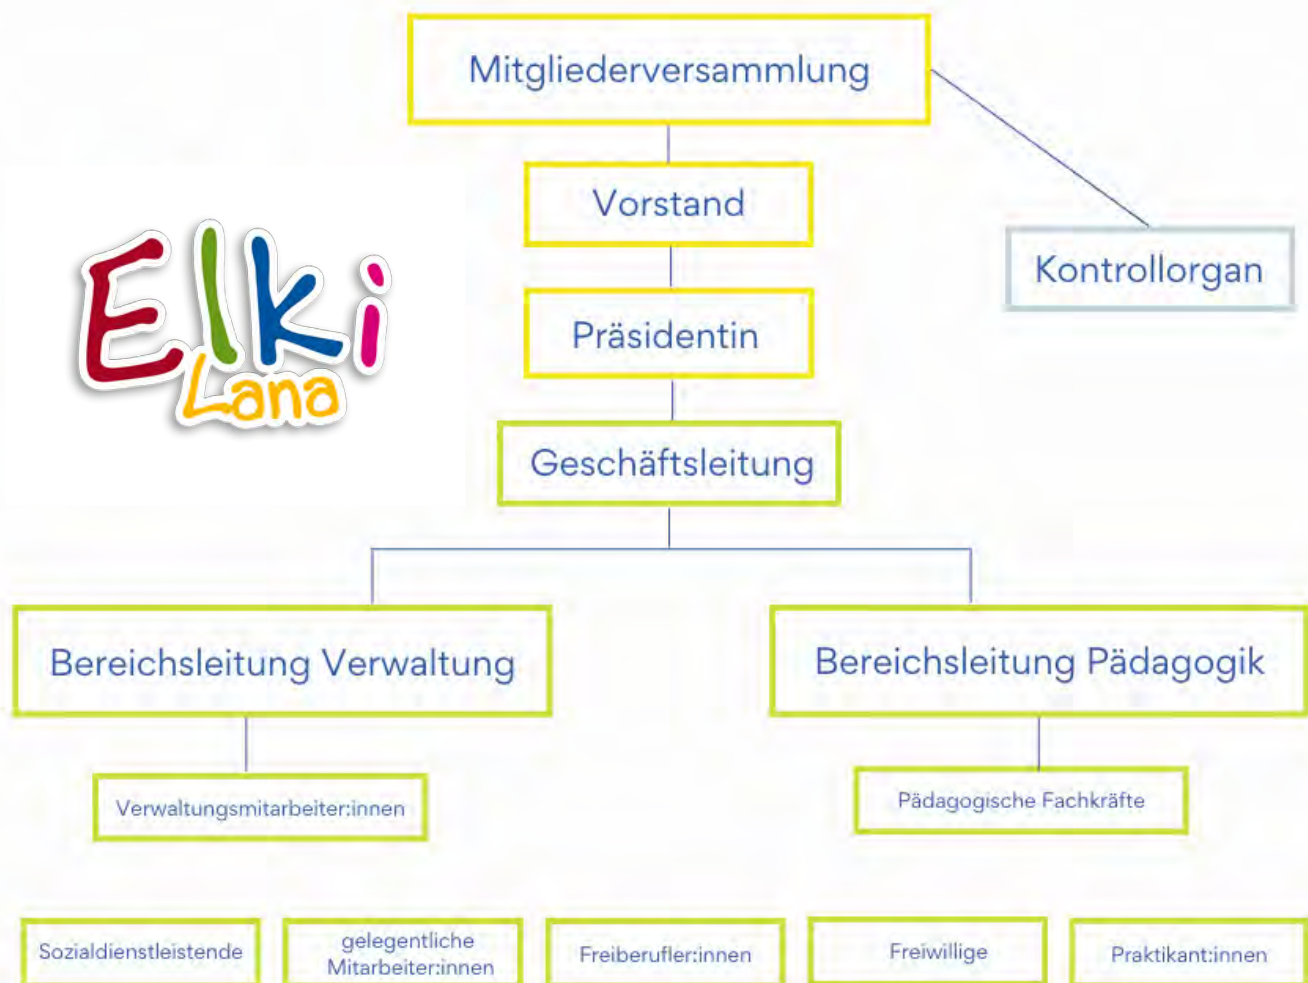 Mitgliederversammlung
Vorstand
Kontrollorgan
Elki
Lana
Präsidentin
Geschäftsleitung
Bereichsleitung Verwaltung
Bereichsleitung Pädagogik
Verwaltungsmitarbeiter:innen
Pädagogische Fachkräfte
Sozialdienstleistende
gelegentliche
Mitarbeiter:innen
Freiberufler:innen
Freiwillige
Praktikant:innen